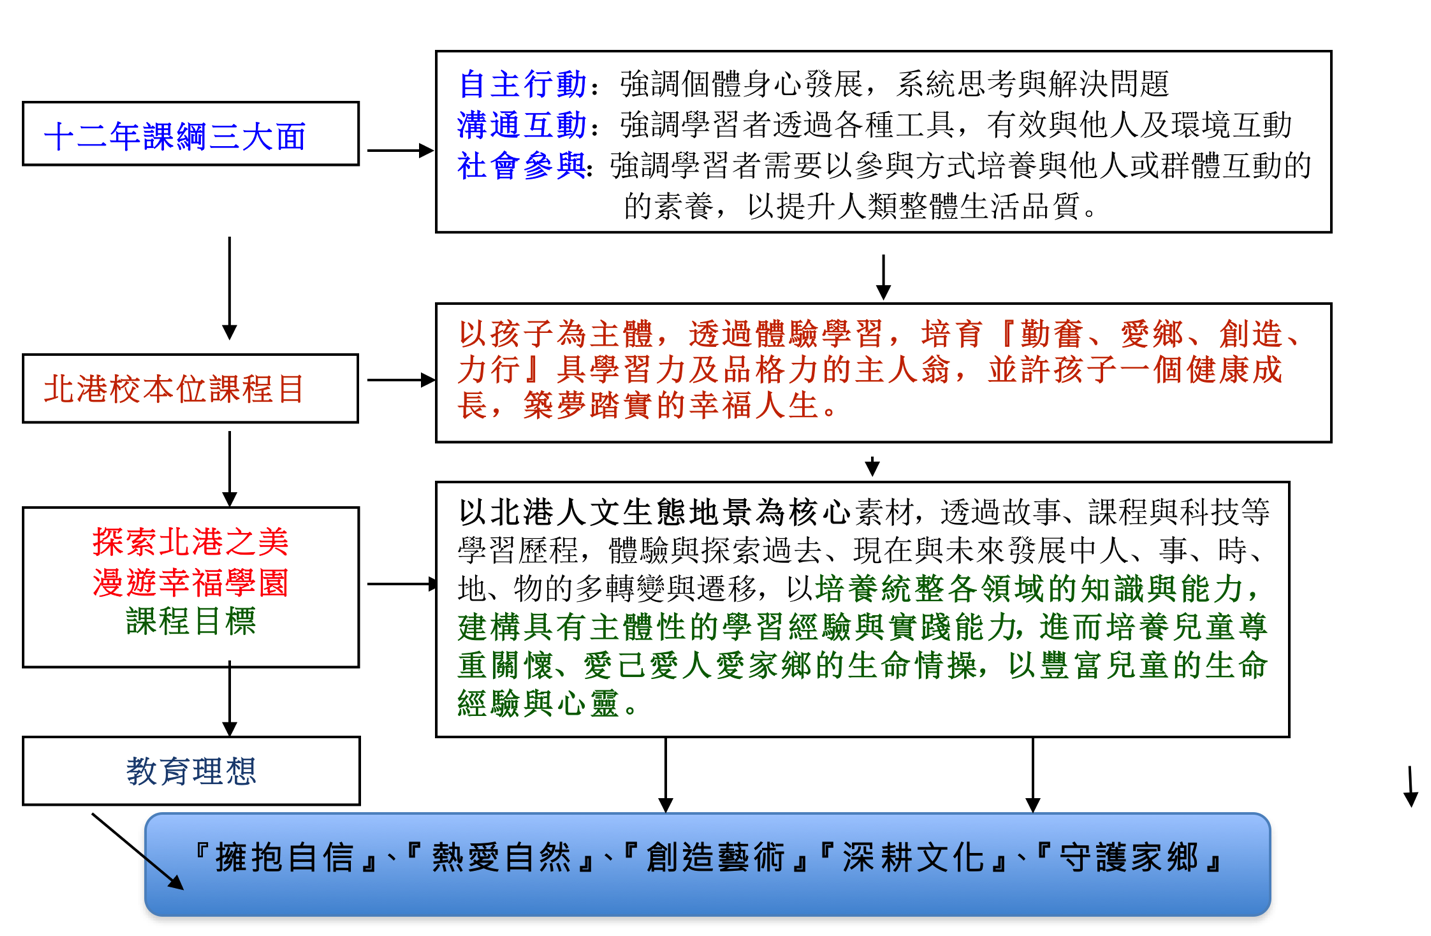 十二年課綱三大面
自主行動：強調個體身心發展，系統思考與解決問題
溝通互動：強調學習者透過各種工具，有效與他人及環境互動
社會參與：強調學習者需要以參與方式培養與他人或群體互動的
的素養，以提升人類整體生活品質。
北港校本位課程目
以孩子為主體，透過體驗學習，培育『勤奮、愛鄉、創造、
力行』具學習力及品格力的主人翁，並許孩子一個健康成
長，築夢踏實的幸福人生。
探索北港之美
漫遊幸福學園
課程目標
以北港人文生態地景為核心素材，透過故事、課程與科技等
學習歷程，體驗與探索過去、現在與未來發展中人、事、時、
地、物的多轉變與遷移，以培養統整各領域的知識與能力，
建構具有主體性的學習經驗與實踐能力，進而培養兒童尊
重關懷、愛己愛人愛家鄉的生命情操，以豐富兒童的生命
經驗與心靈。
教育理想
『擁抱自信』、『熱愛自然』、『創造藝術』『深耕文化』、『守護家鄉』